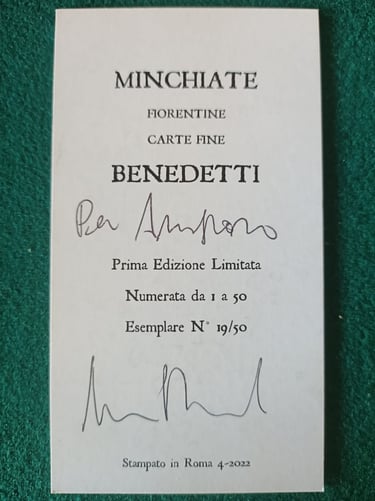 MINCHIATE
FIORENTINE
CARTE FINE
BENEDETTI
Per
Prima Edizione Limitata
Numerata da 1 a 50
Esemplare N° 19/50
Stampato in Roma 4-2022